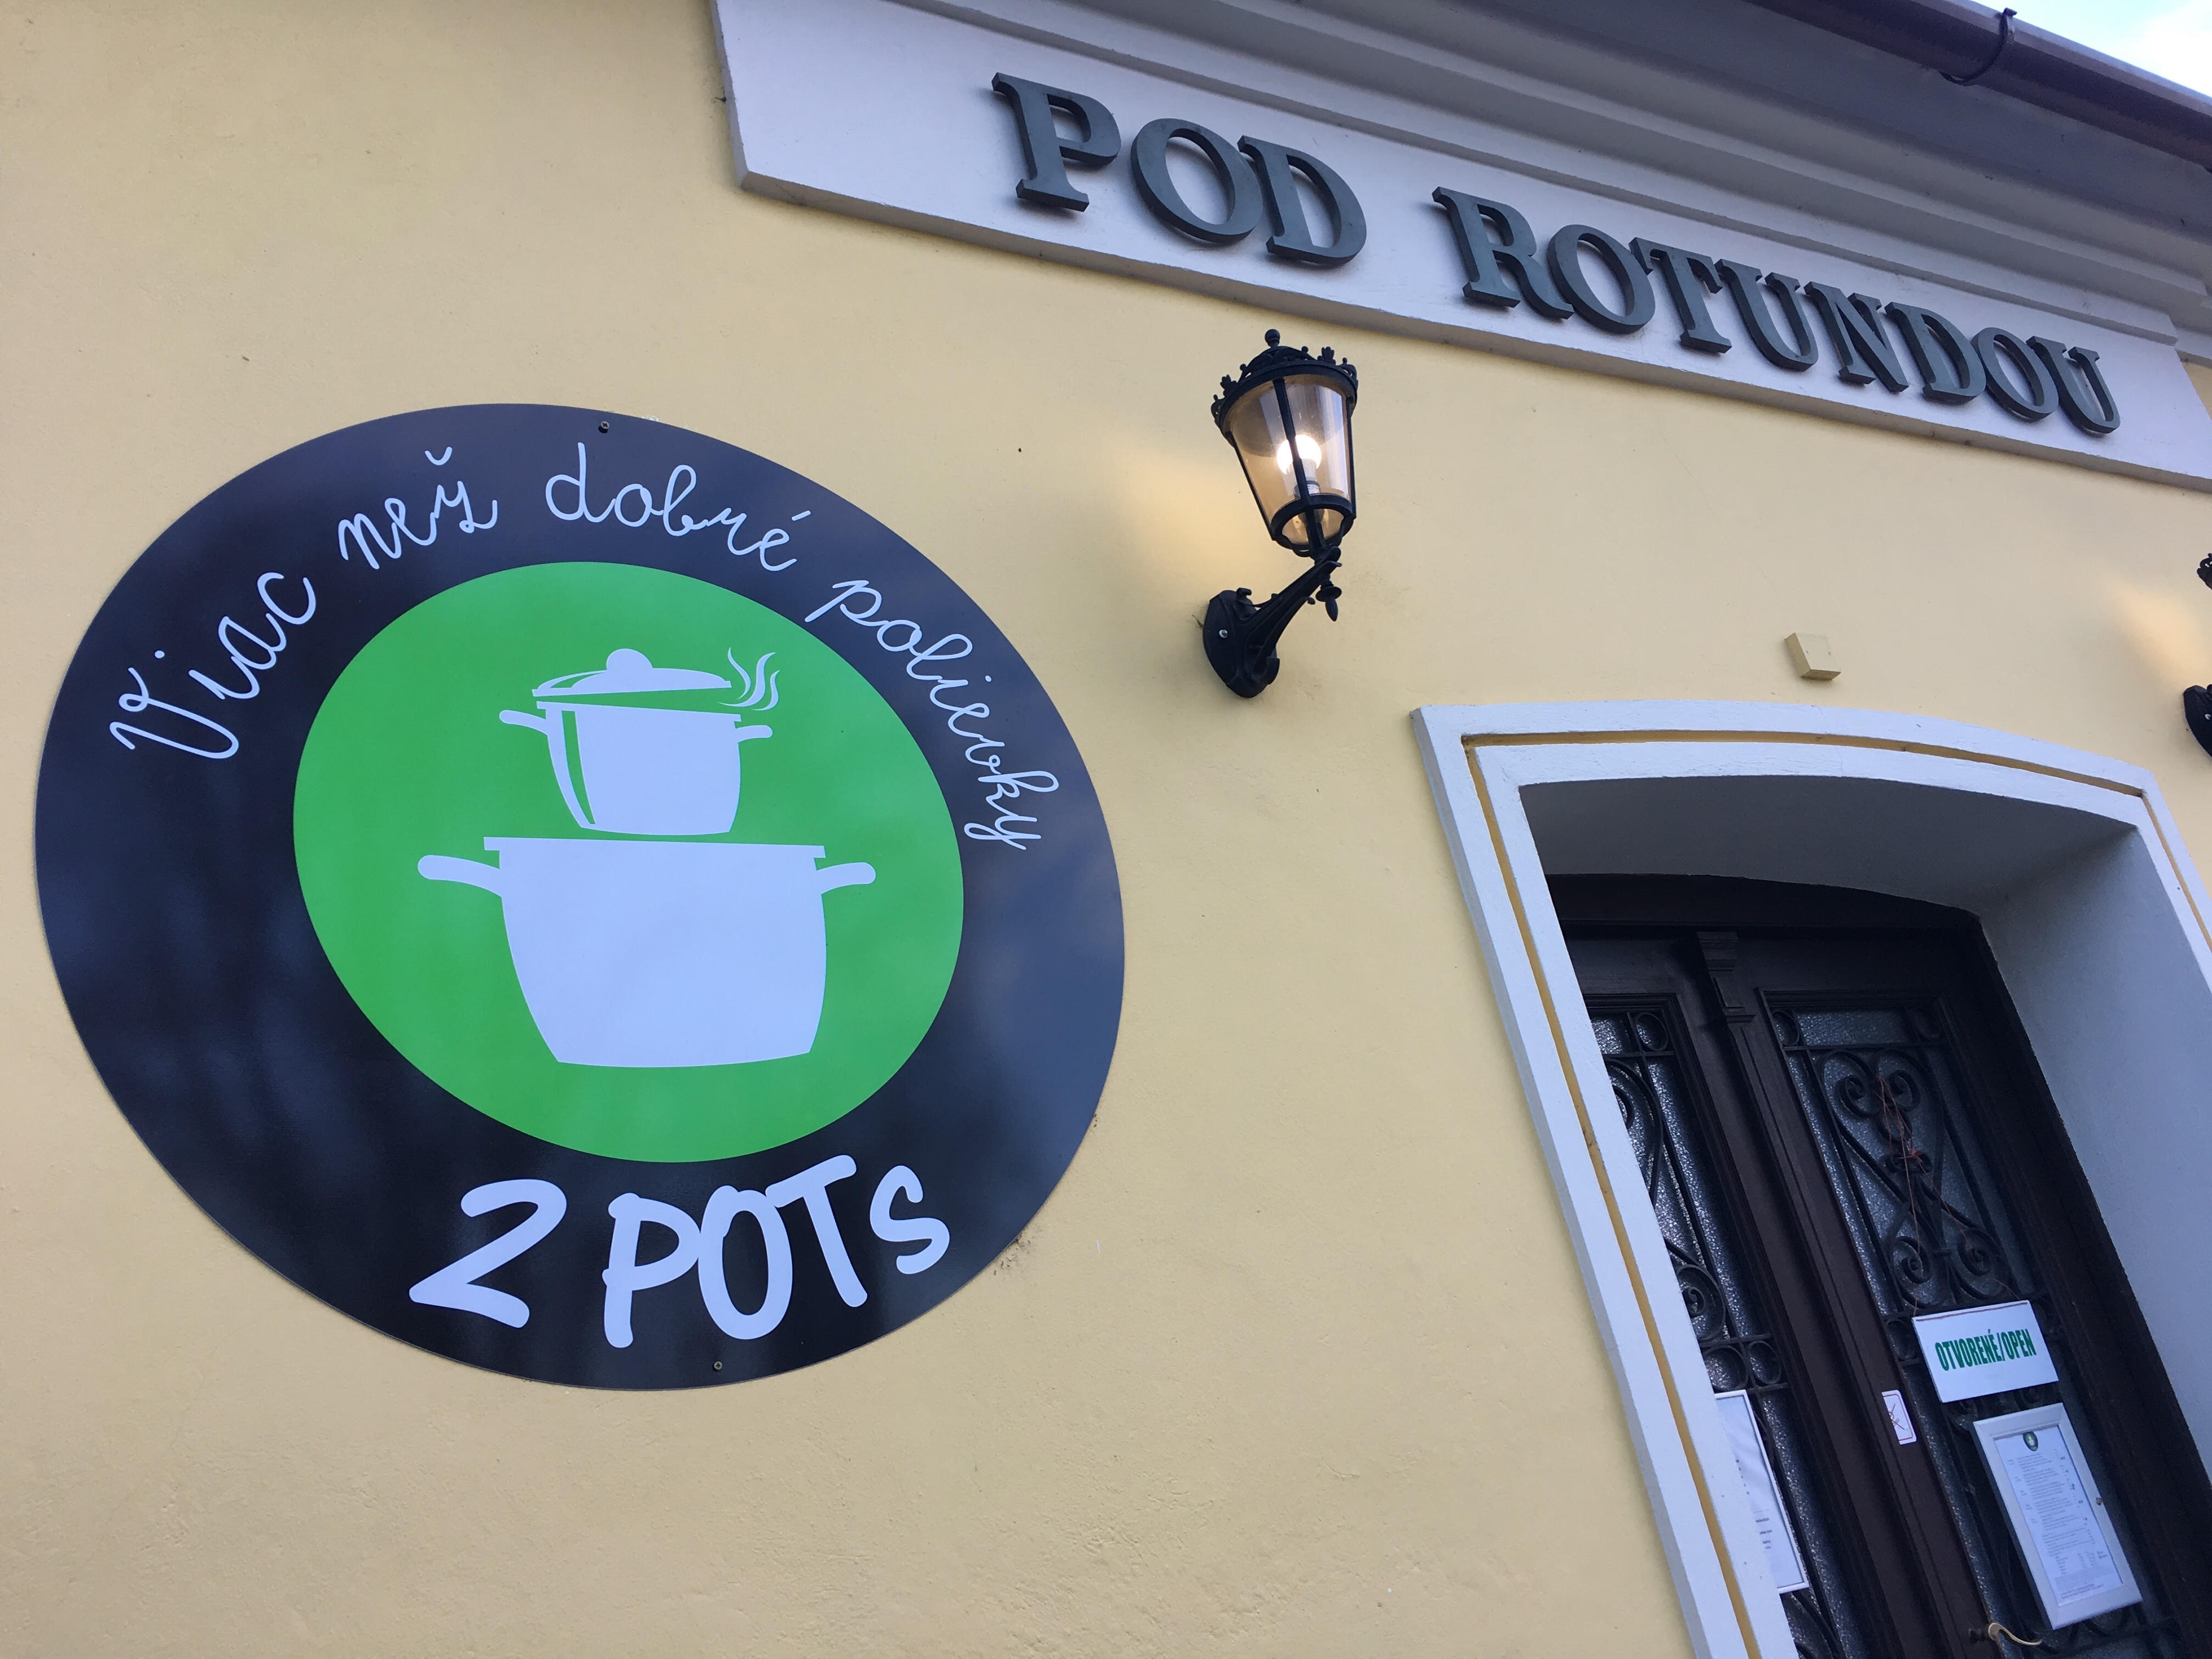 POD ROTUNDOU
Viac než dobré polievky
2 POTS
OTVORENÉ/OPEN